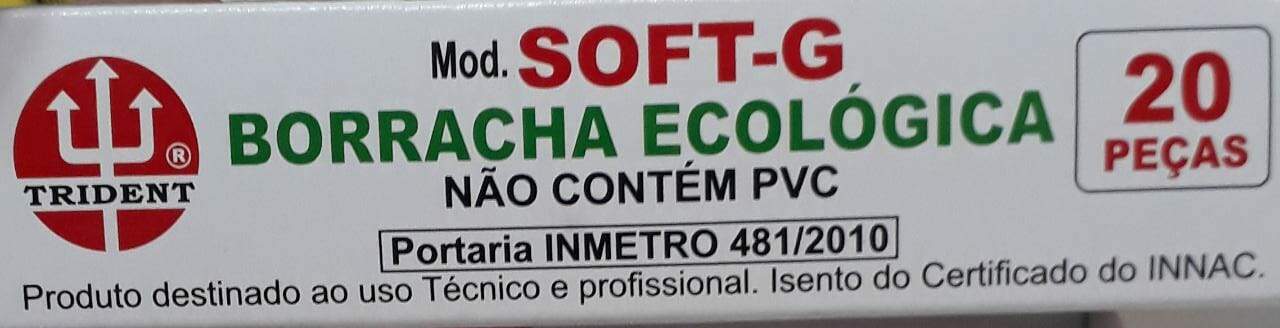 Mod. SOFT-G
BORRACHA ECOLÓGICA
NÃO CONTÉM PVC
Portaria INMETRO 481/2010
Produto destinado ao uso Técnico e profissional. Isento do Certificado do INNAC.
20
PEÇAS
®
TRIDENT